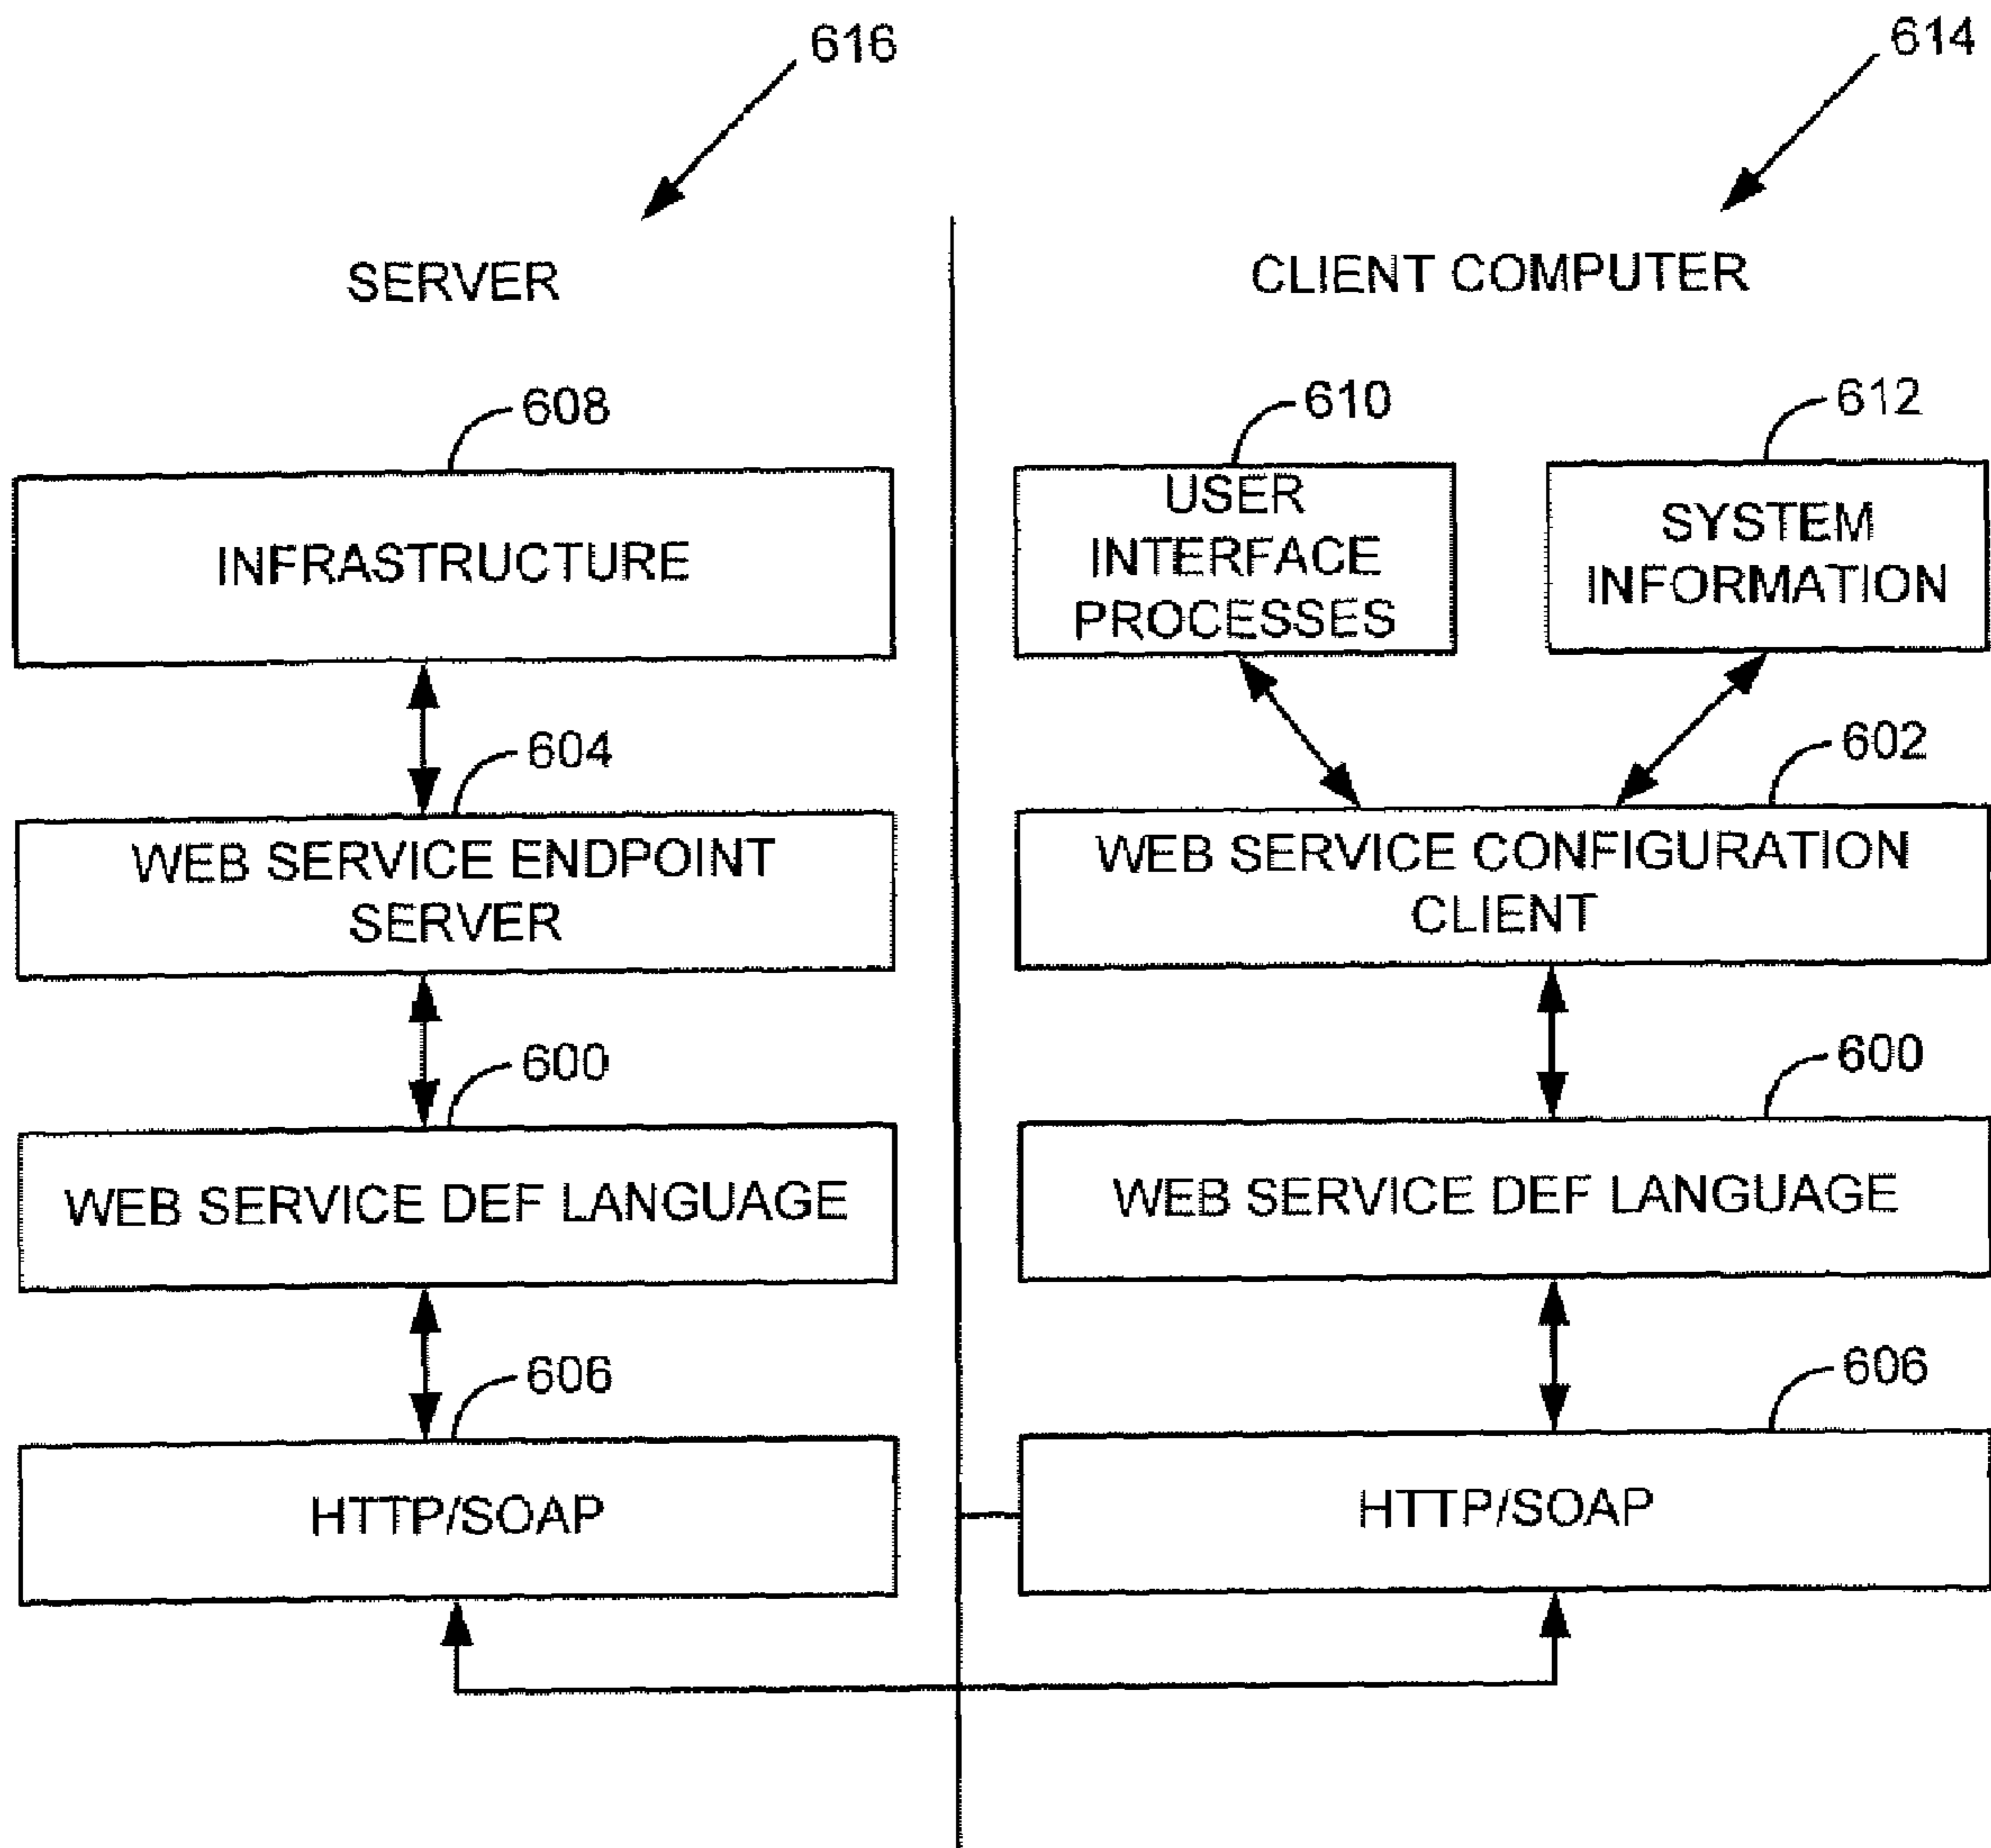 616
614
SERVER
CLIENT COMPUTER
608
610
612
INFRASTRUCTURE
USER
INTERFACE
PROCESSES
SYSTEM
INFORMATION
604
602
WEB SERVICE ENDPOINT
SERVER
WEB SERVICE CONFIGURATION
CLIENT
600
600
WEB SERVICE DEF LANGUAGE
WEB SERVICE DEF LANGUAGE
606
606
HTTP/SOAP
HTTP/SOAP